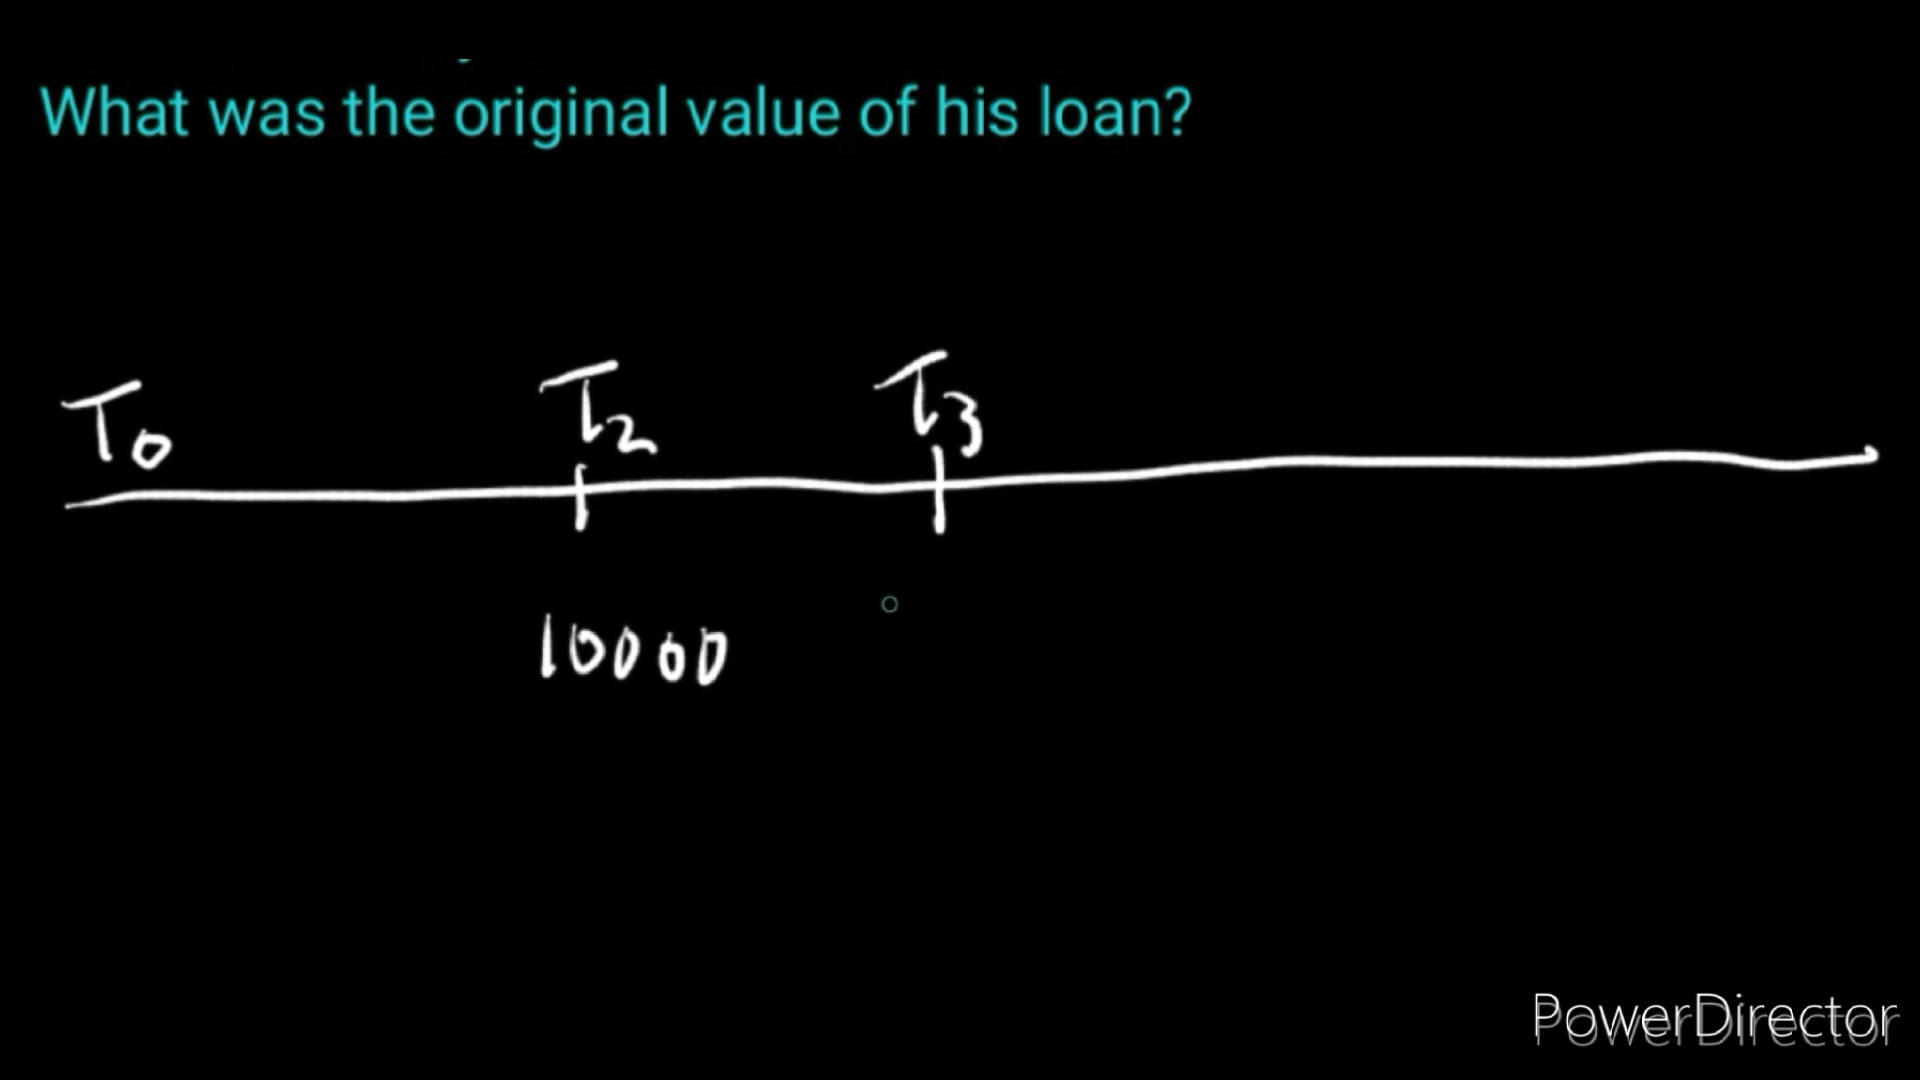 What was the original value of his loan?
T0 T2 T3
10000
PowerDirector